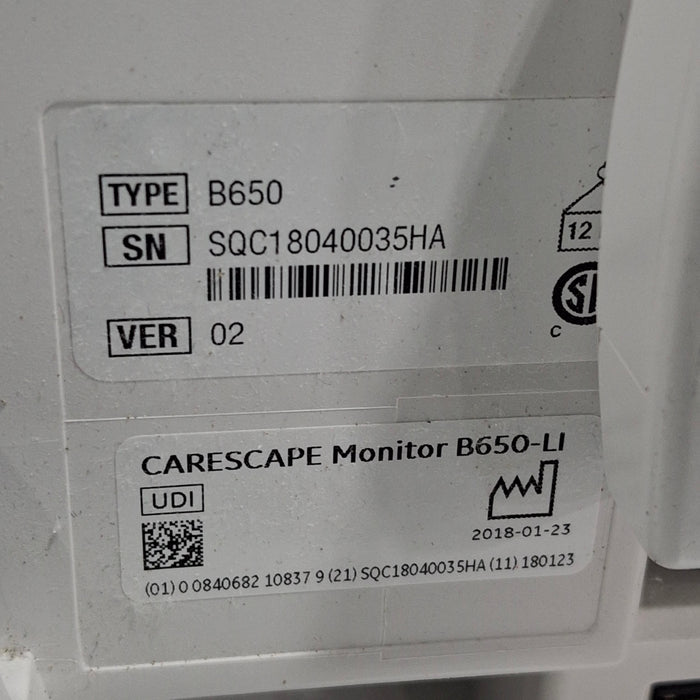 TYPE B650
SN SQC18040035HA
12
C
VER 02
CARESCAPE Monitor B650-LI
UDI
2018-01-23
(01) 0 0840682 10837 9 (21) SQC18040035HA (11) 180123